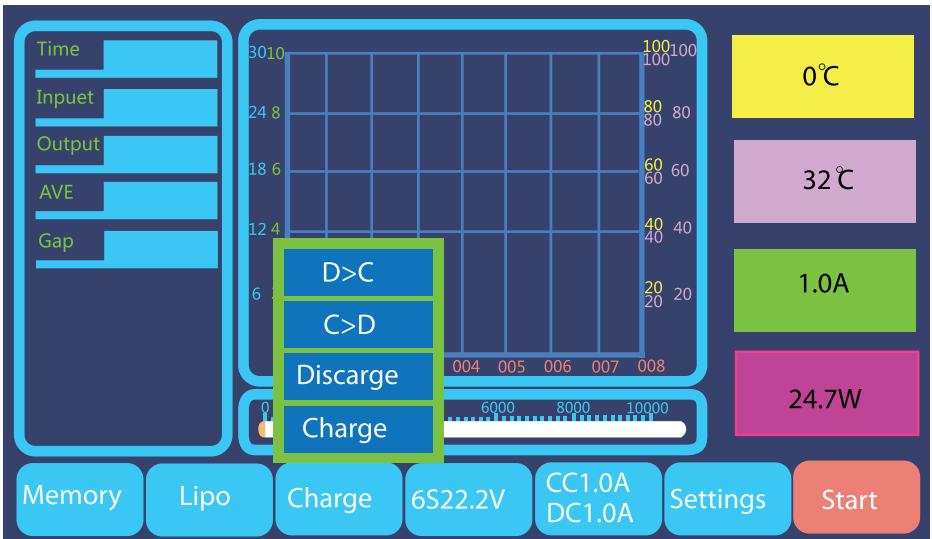 Time
Inpuet
Output
AVE
Gap
30 10 100 100
100
24 8 80 80
80
18 6 60 60
60
12 4 40 40
40
6 20 20
20
004 005 006 007 008
0 6000 8000 10000
D>C
C>D
Discarge
Charge
0℃
32℃
1.0A
24.7W
Memory
Lipo
Charge
6S22.2V
CC1.0A
DC1.0A
Settings
Start